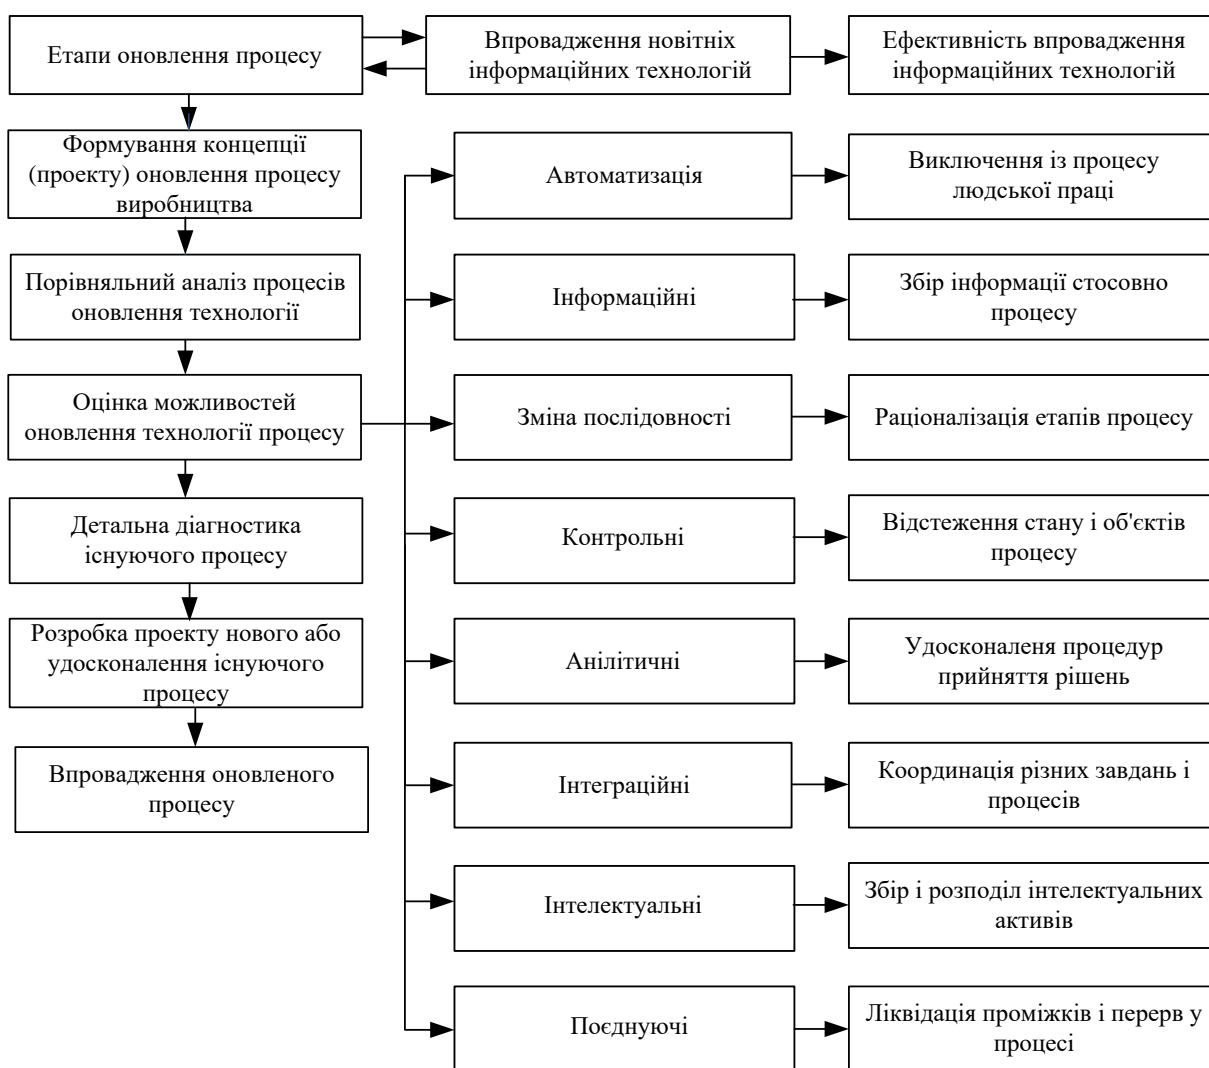 Етапи оновлення процесу
Впровадження новітніх
інформаційних технологій
Ефективність впровадження
інформаційних технологій
Формування концепції
(проекту) оновлення процесу
виробництва
Автоматизація
Виключення із процесу
людської праці
Порівняльний аналіз процесів
оновлення технології
Інформаційні
Збір інформації стосовно
процесу
Оцінка можливостей
оновлення технології процесу
Зміна послідовності
Раціоналізація етапів процесу
Детальна діагностика
існуючого процесу
Контрольні
Відстеження стану і об'єктів
процесу
Розробка проекту нового або
удосконалення існуючого
процесу
Анілітичні
Удосконаленя процедур
прийняття рішень
Впровадження оновленого
процесу
Інтеграційні
Координація різних завдань і
процесів
Інтелектуальні
Збір і розподіл інтелектуальних
активів
Поєднуючі
Ліквідація проміжків і перерв у
процесі